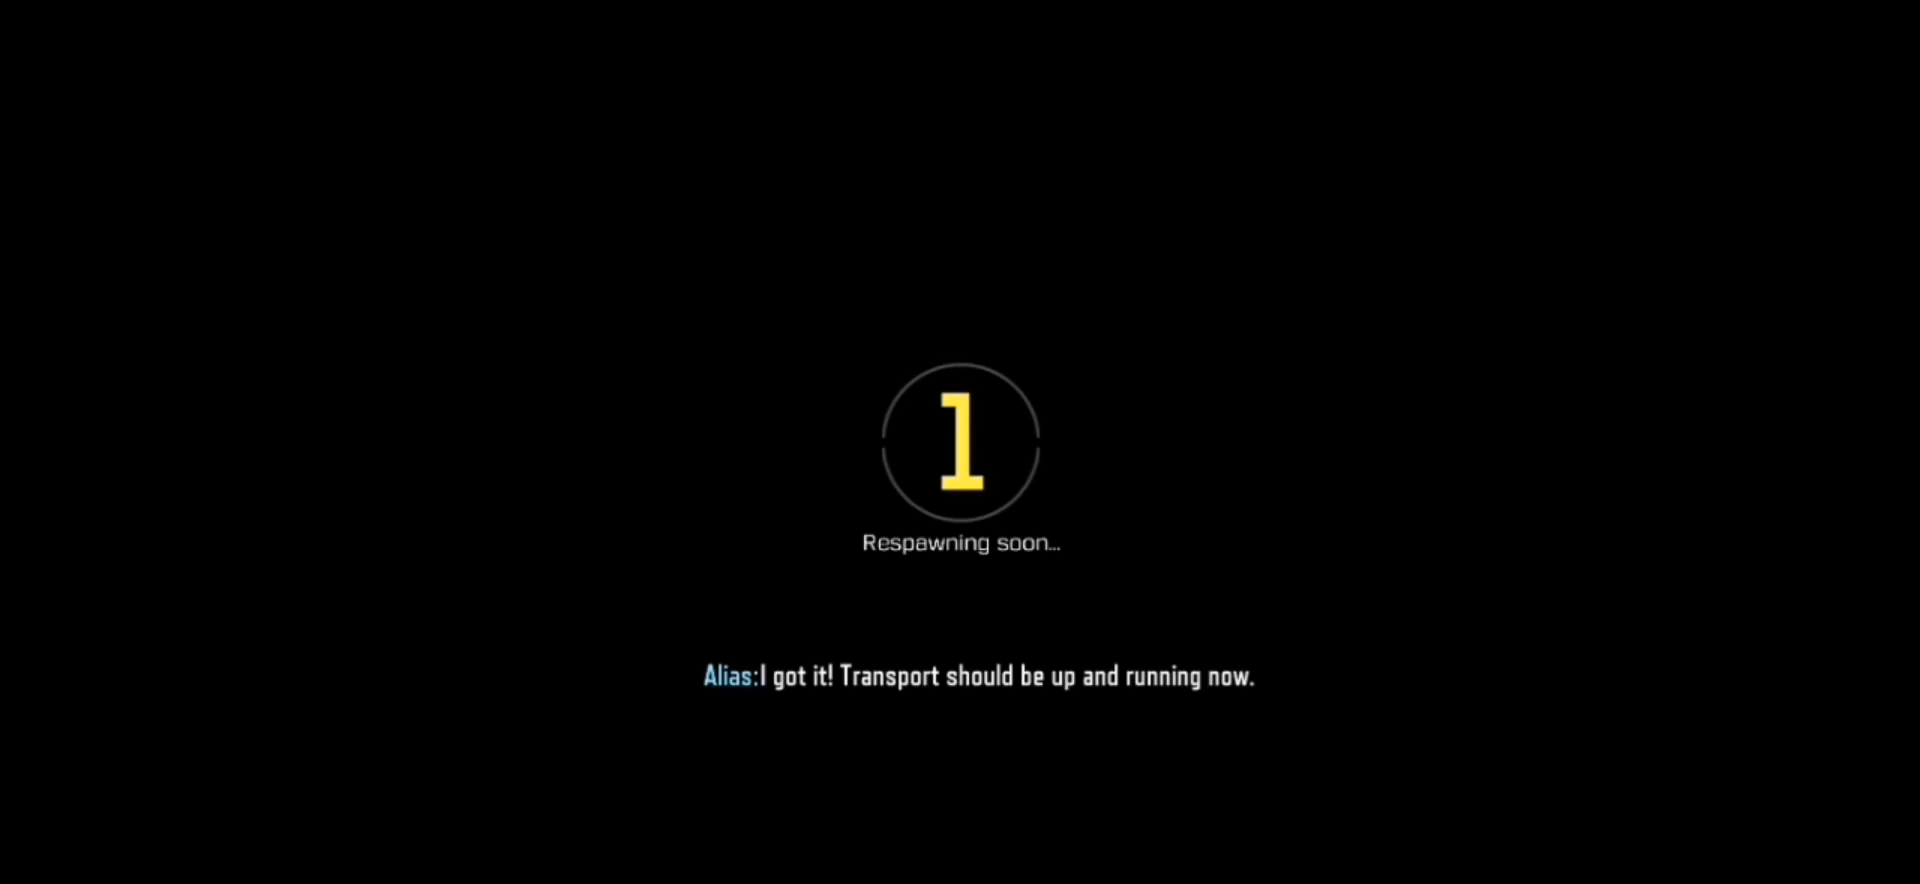 1
Respawning soon...
Alias:I got it! Transport should be up and running now.